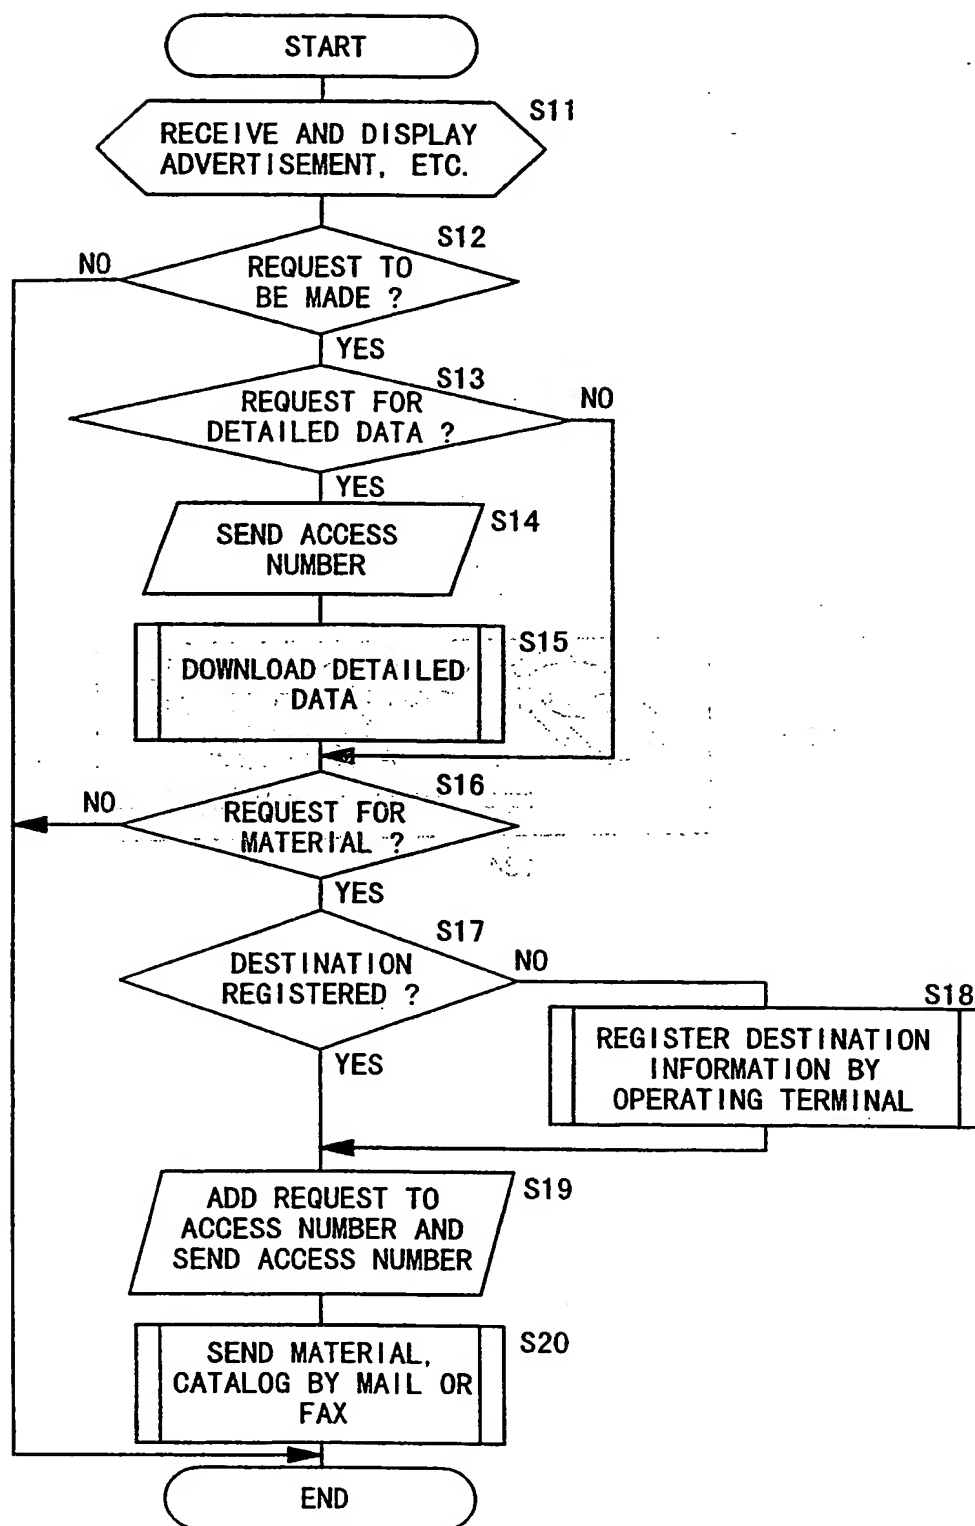 START
S11
RECEIVE AND DISPLAY
ADVERTISEMENT, ETC.
S12
NO
REQUEST TO
BE MADE ?
YES
S13
REQUEST FOR
DETAILED DATA ?
NO
YES
S14
SEND ACCESS
NUMBER
S15
DOWNLOAD DETAILED
DATA
S16
NO
REQUEST FOR
MATERIAL ?
YES
S17
DESTINATION
REGISTERED ?
NO
S18
REGISTER DESTINATION
INFORMATION BY
OPERATING TERMINAL
YES
S19
ADD REQUEST TO
ACCESS NUMBER AND
SEND ACCESS NUMBER
S20
SEND MATERIAL,
CATALOG BY MAIL OR
FAX
END